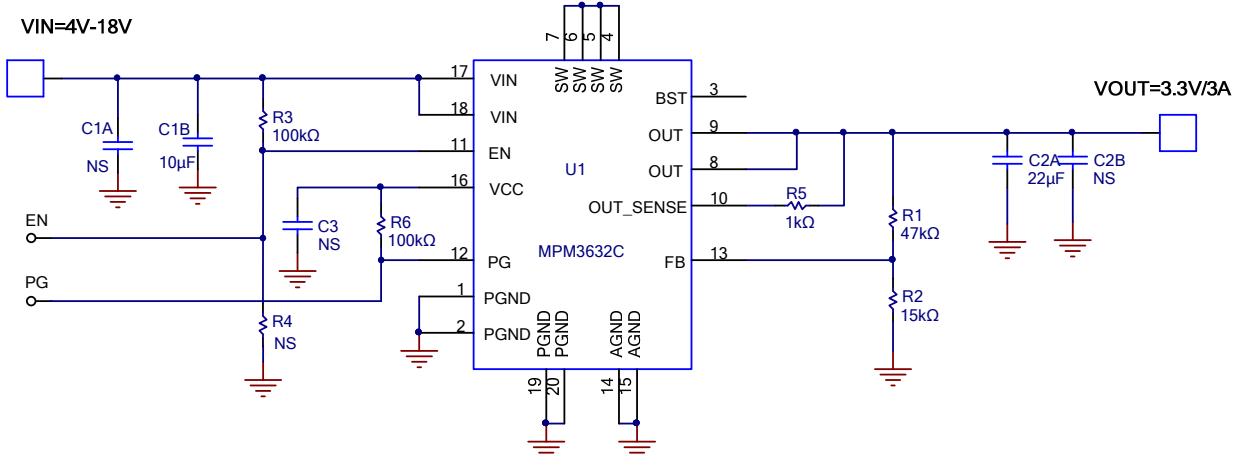 VIN=4V-18V
7
6
5
4
SW
SW
SW
SW
17
VIN
3
BST
VOUT=3.3V/3A
C1A
NS
C1B
10µF
R3
100kΩ
18
VIN
9
OUT
11
EN
U1
8
OUT
C2A
22µF
C2B
NS
16
VCC
R5
1kΩ
10
OUT_SENSE
EN
C3
NS
R6
100kΩ
R1
47kΩ
12
PG
MPM3632C
13
FB
PG
1
PGND
R2
15kΩ
R4
NS
2
PGND
PGND
PGND
AGND
AGND
19
20
14
15